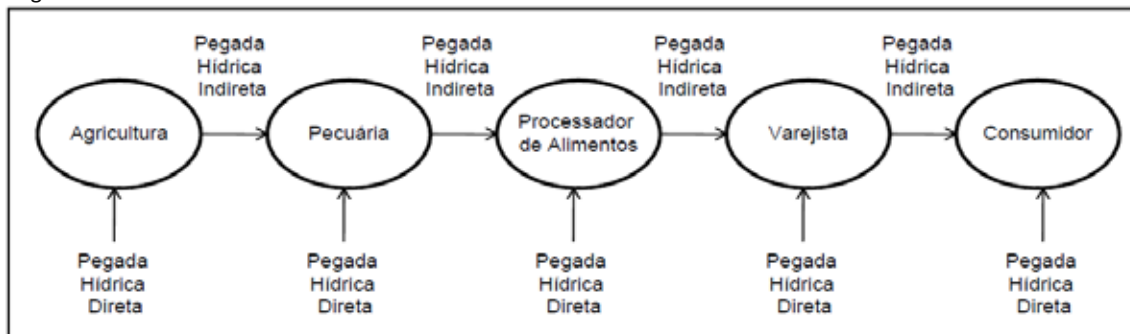 Pegada
Hídrica
Indireta
Pegada
Hídrica
Indireta
Pegada
Hídrica
Indireta
Pegada
Hídrica
Indireta
Agricultura
Pecuária
Processador
de Alimentos
Varejista
Consumidor
Pegada
Hídrica
Direta
Pegada
Hídrica
Direta
Pegada
Hídrica
Direta
Pegada
Hídrica
Direta
Pegada
Hídrica
Direta